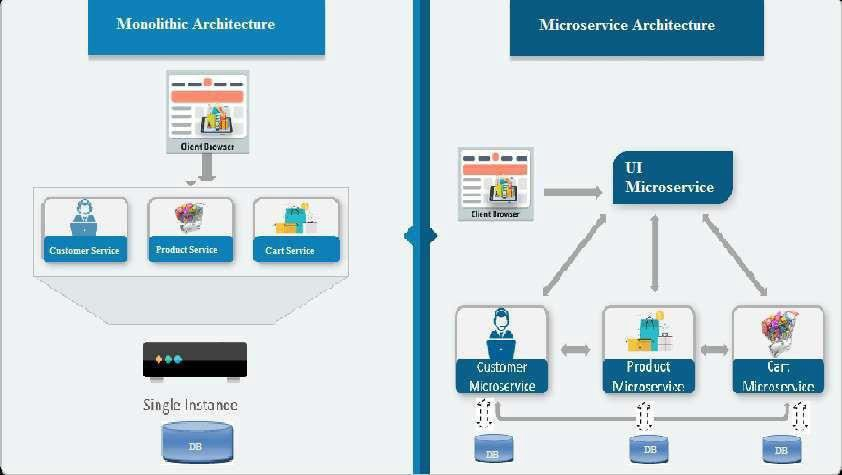 Monolithic Architecture
Client Browser
Customer Service
Product Service
Cart Service
Single Instance
DB
Microservice Architecture
Client Browser
UI
Microservice
Customer
Microservice
Product
Microservice
Cart
Microservice
DB
DB
DB